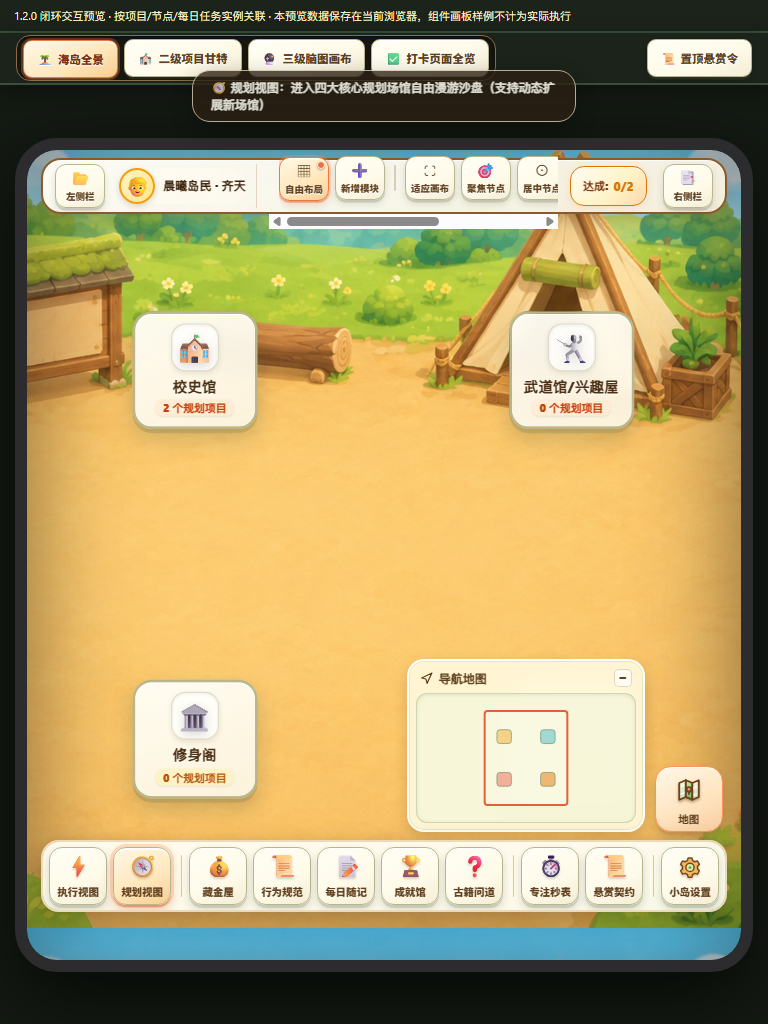 1.2.0 闭环交互预览 · 按项目/节点/每日任务实例关联 · 本预览数据保存在当前浏览器，组件画板样例不计为实际执行
海岛全景
二级项目甘特
三级脑图画布
打卡页面全览
置顶悬赏令
规划视图：进入四大核心规划场馆自由漫游沙盘（支持动态扩
展新场馆）
左侧栏
晨曦岛民 · 齐天
自由布局
新增模块
适应画布
聚焦节点
居中节点
达成: 0/2
右侧栏
校史馆
2 个规划项目
武道馆/兴趣屋
0 个规划项目
修身阁
0 个规划项目
导航地图
地图
执行视图
规划视图
藏金屋
行为规范
每日随记
成就馆
古籍问道
专注秒表
悬赏契约
小岛设置